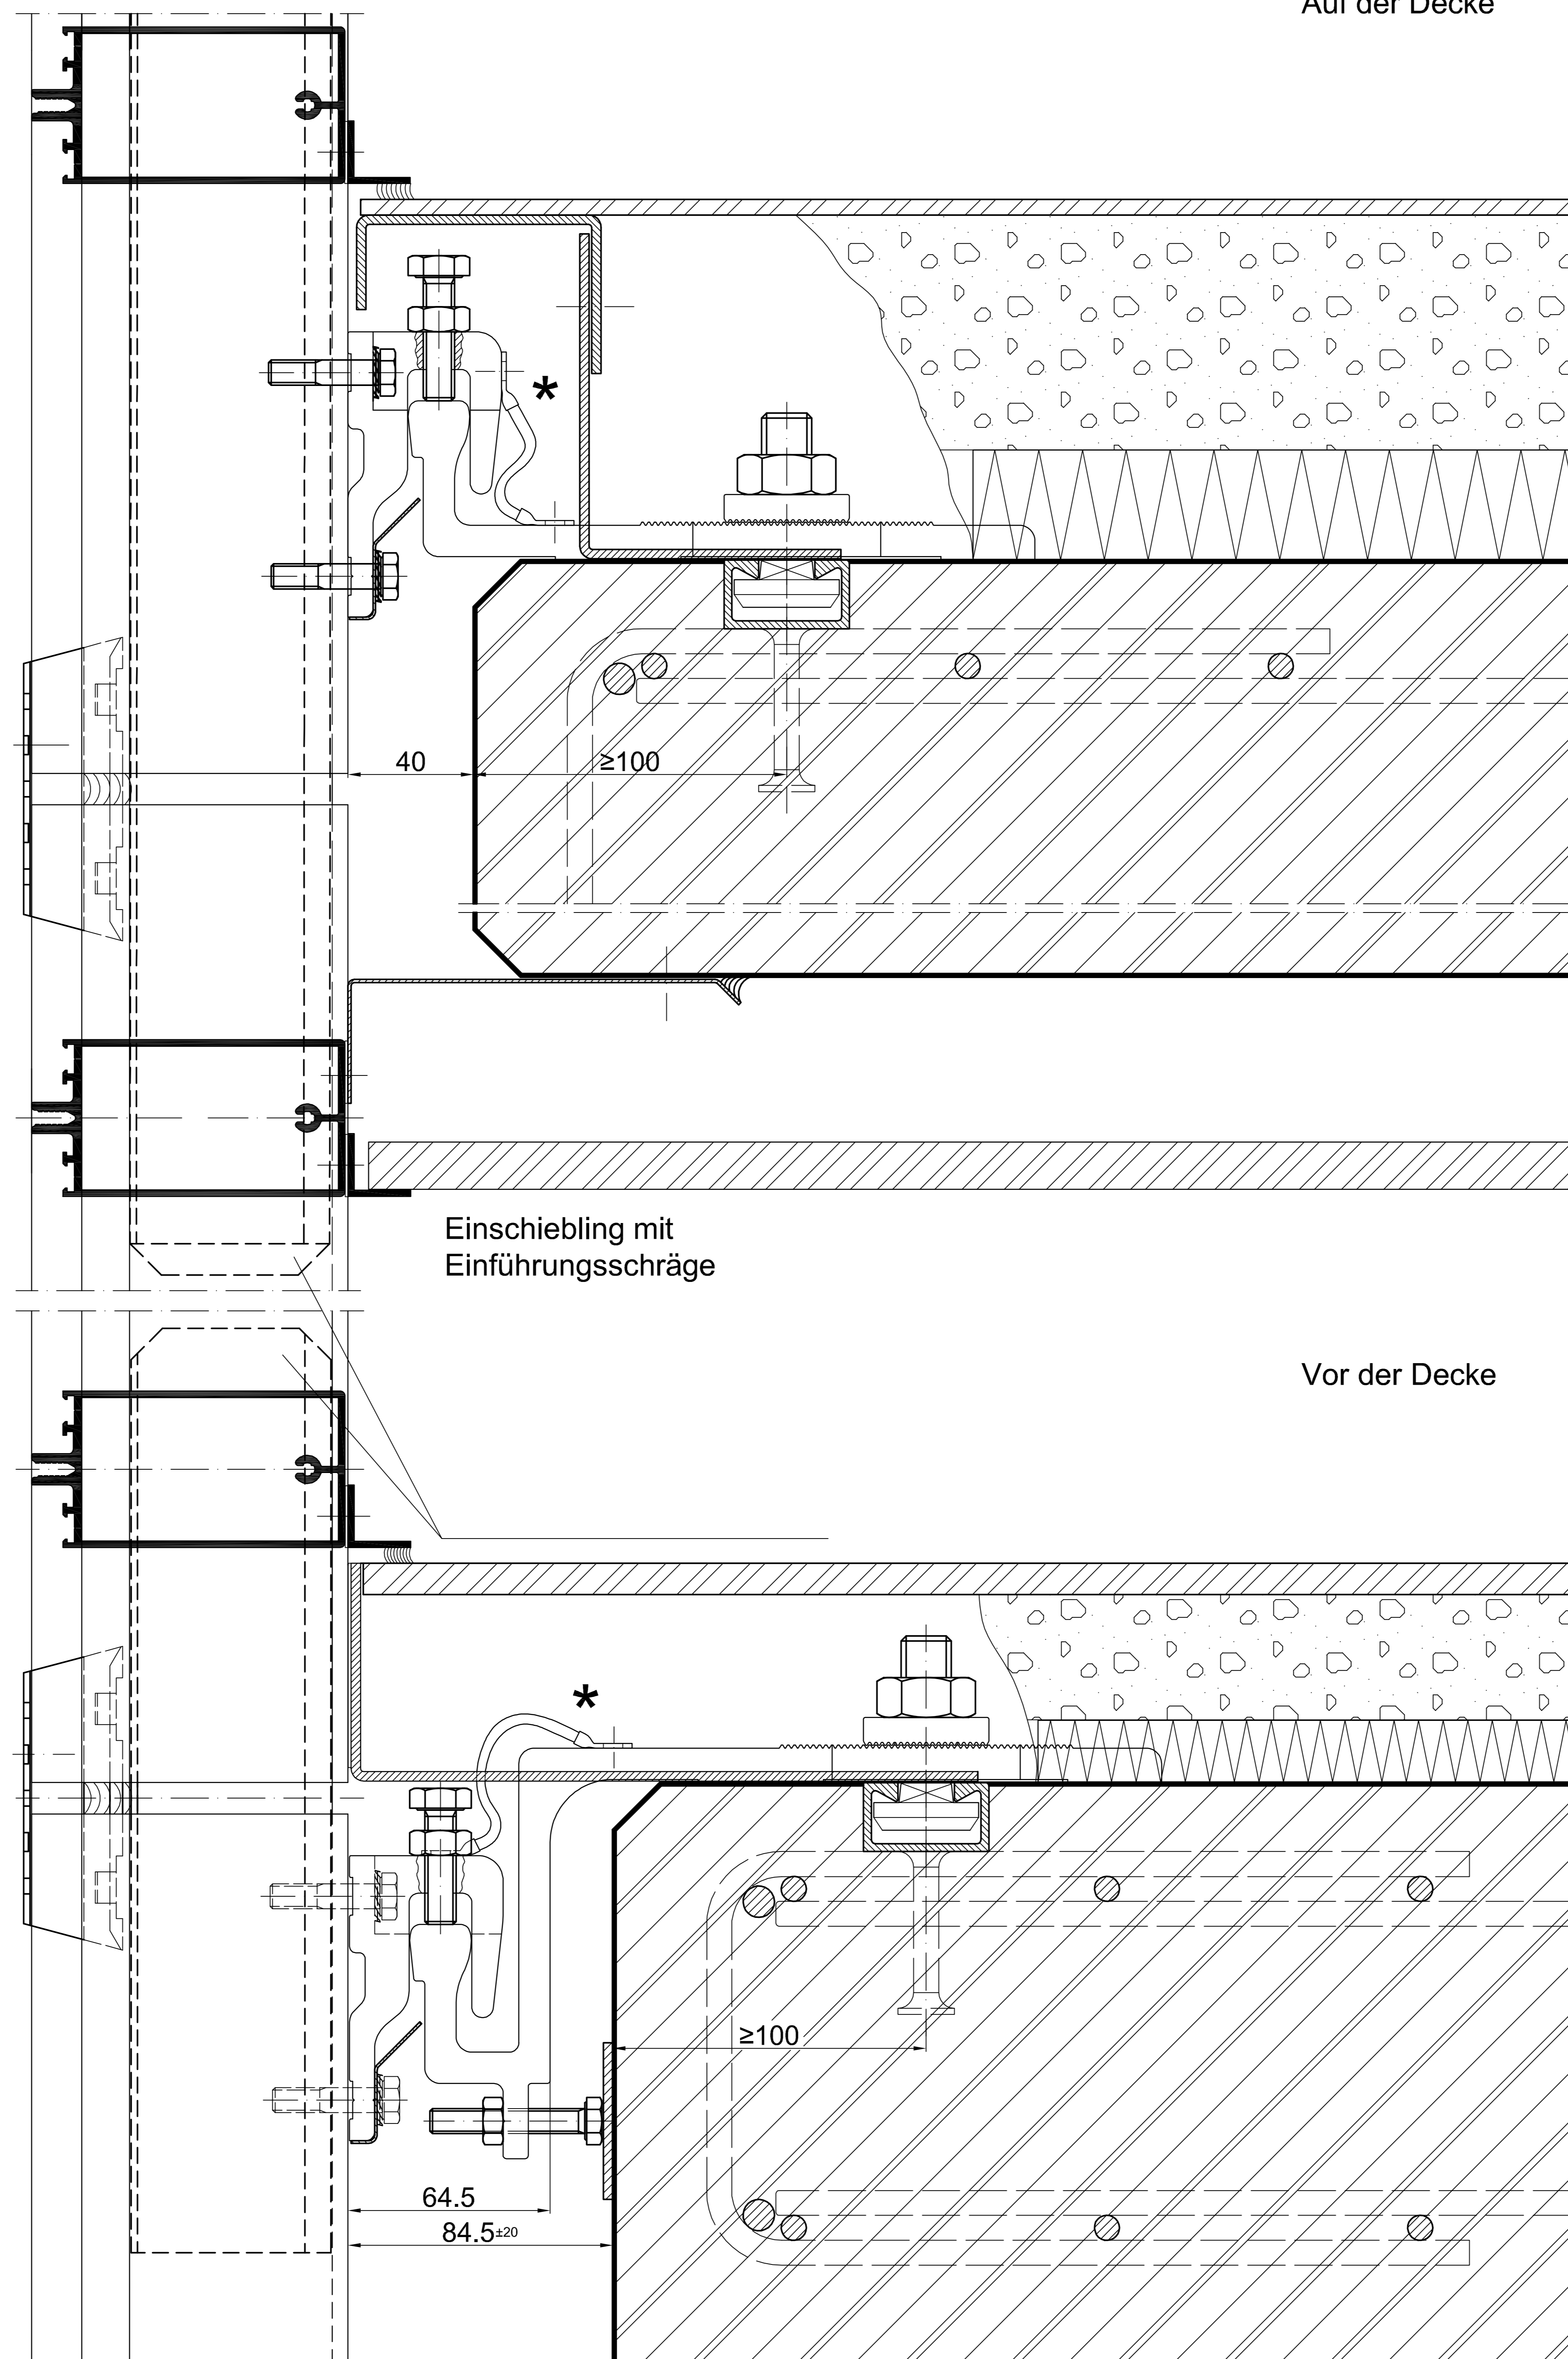 Auf der Decke
*
40
≥100
Einschiebling mit
Einführungsschräge
Vor der Decke
*
≥100
64.5
84.5±20